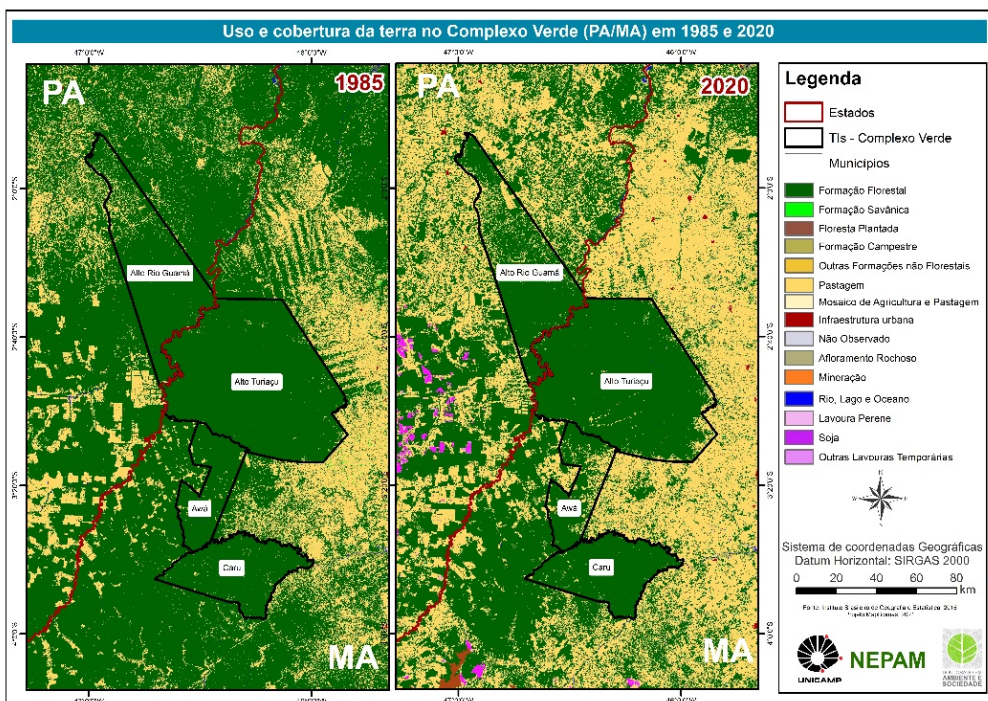 Uso e cobertura da terra no Complexo Verde (PA/MA) em 1985 e 2020
PA
1985
Alto Rio Guamá
Alto Turiaçu
Awá
Caru
MA
PA
2020
Alto Rio Guamá
Alto Turiaçu
Awá
Caru
MA
Legenda
Estados
TIs - Complexo Verde
Municípios
Formação Florestal
Formação Savânica
Floresta Plantada
Formação Campestre
Outras Formações não Florestais
Pastagem
Mosaico de Agricultura e Pastagem
Infraestrutura urbana
Não Observado
Afloramento Rochoso
Mineração
Rio, Lago e Oceano
Lavoura Perene
Soja
Outras Lavouras Temporárias
Sistema de coordenadas Geográficas
Datum Horizontal: SIRGAS 2000
0 20 40 60 80
km
UNICAMP
NEPAM
AMBIENTE E
SOCIEDADE